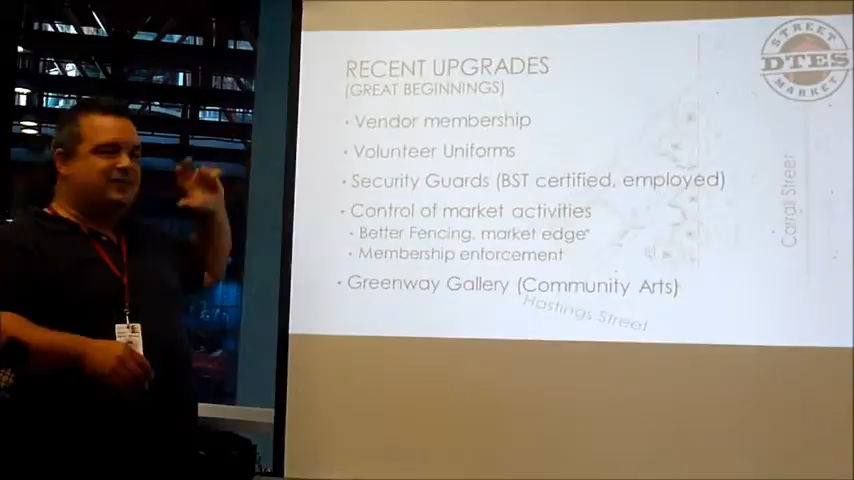 RECENT UPGRADES
(GREAT BEGINNINGS)
• Vendor membership
• Volunteer Uniforms
• Security Guards (BST certified, employed)
• Control of market activities
• Better Fencing, "market edge"
• Membership enforcement
• Greenway Gallery (Community Arts)
Hastings Street
Carrall Street
STREET
DTES
MARKET